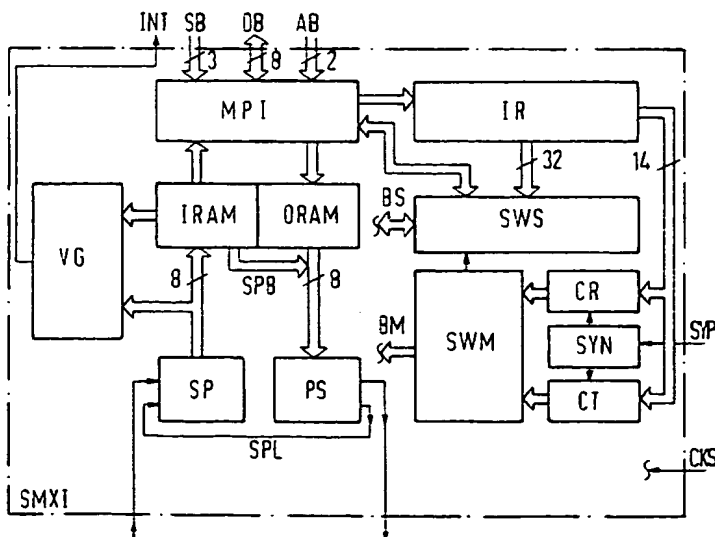 INT SB DB AB
3 8 2
MPI IR
32 14
IRAM ORAM BS SWS
VG
8 SPB 8 CR
BM SWM SYN SYP
SP PS CT
SPL CKS
SMXI